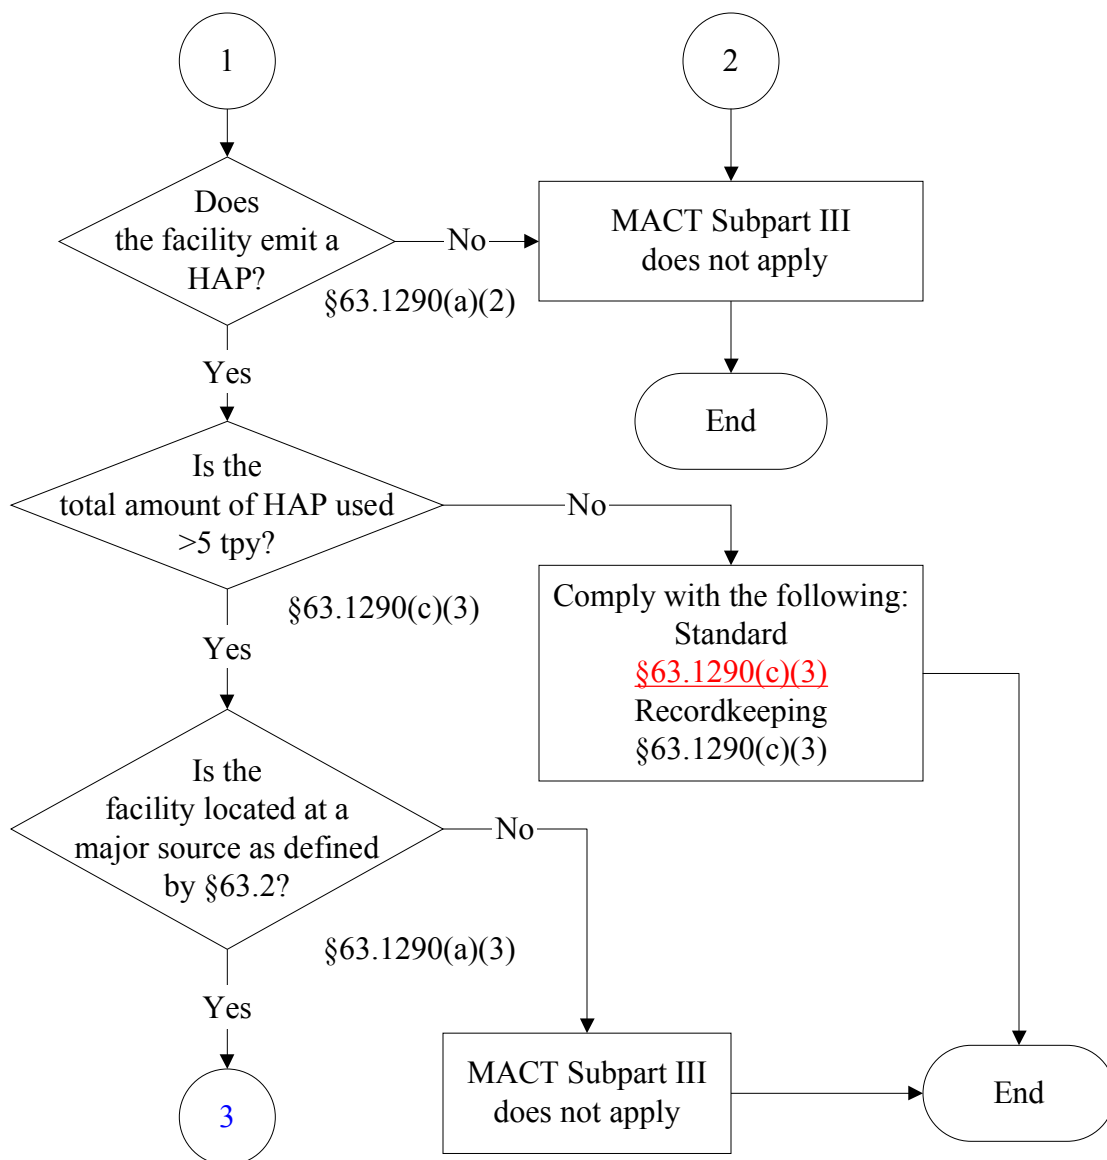 1
2
Does
the facility emit a
HAP?
No
MACT Subpart III
does not apply
§63.1290(a)(2)
Yes
End
Is the
total amount of HAP used
>5 tpy?
No
§63.1290(c)(3)
Comply with the following:
Standard
§63.1290(c)(3)
Recordkeeping
§63.1290(c)(3)
Yes
Is the
facility located at a
major source as defined
by §63.2?
No
§63.1290(a)(3)
Yes
MACT Subpart III
does not apply
End
3